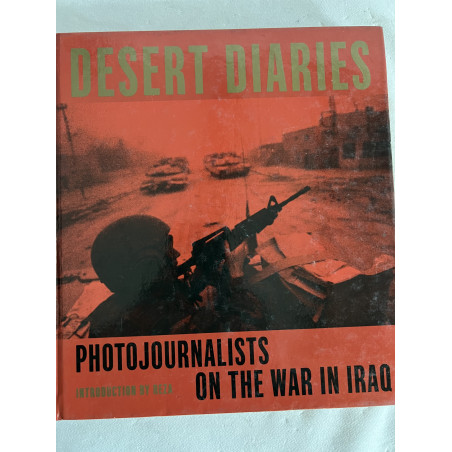 DESERT DIARIES
PHOTOJOURNALISTS
ON THE WAR IN IRAQ
INTRODUCTION BY